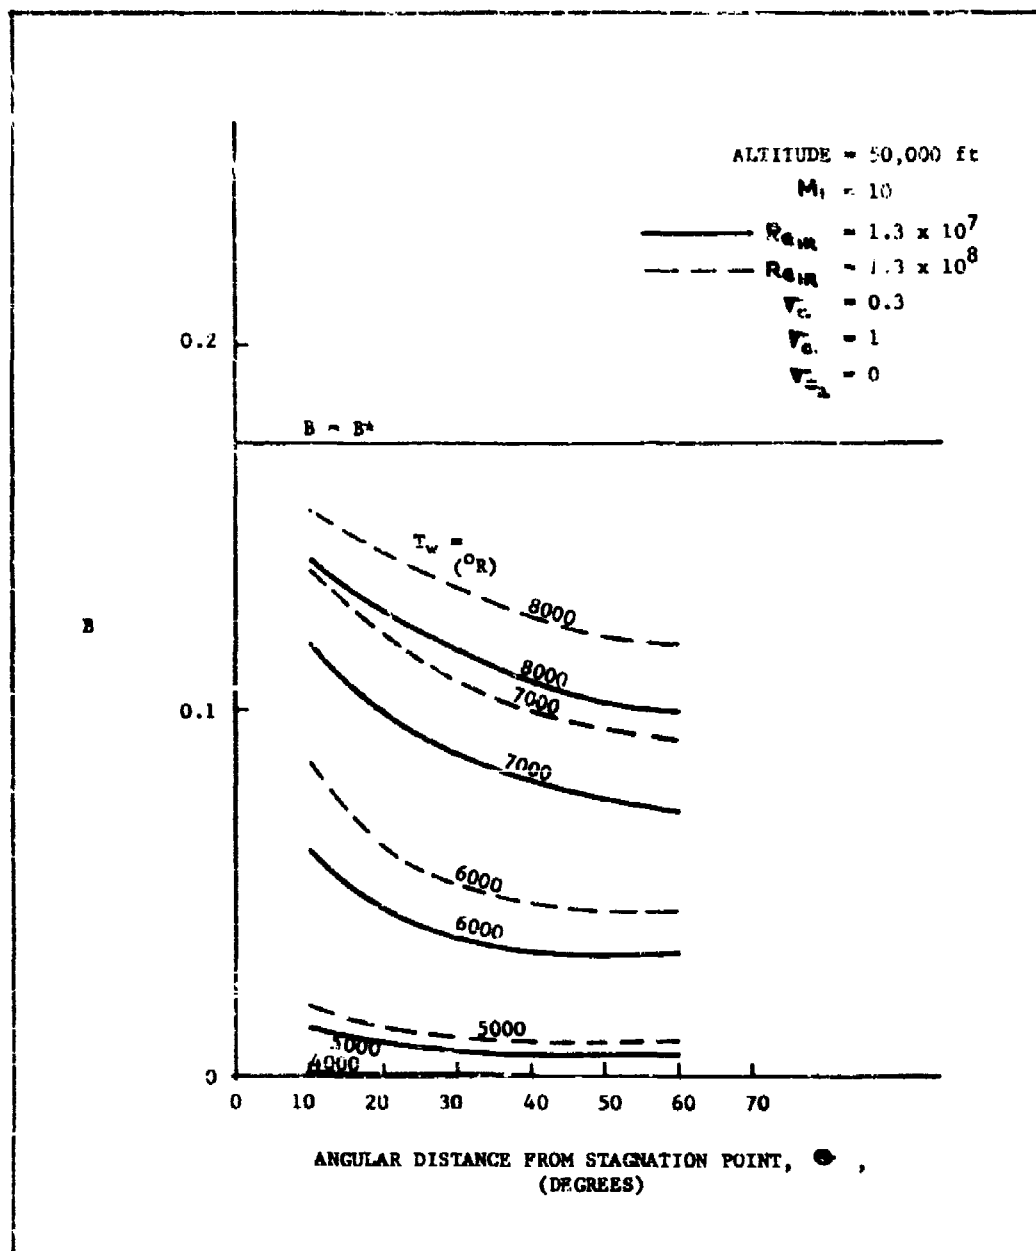 ALTITUDE = 50,000 ft
M₁ = 10
= 1.3 x 10⁷
= 1.3 x 10⁸
= 0.3
= 1
= 0
0.2
B = B*
T_w =
(°R)
8000
B
8000
7000
0.1
7000
6000
6000
5000
5000
4000
0
0 10 20 30 40 50 60 70
ANGULAR DISTANCE FROM STAGNATION POINT, ,
(DEGREES)